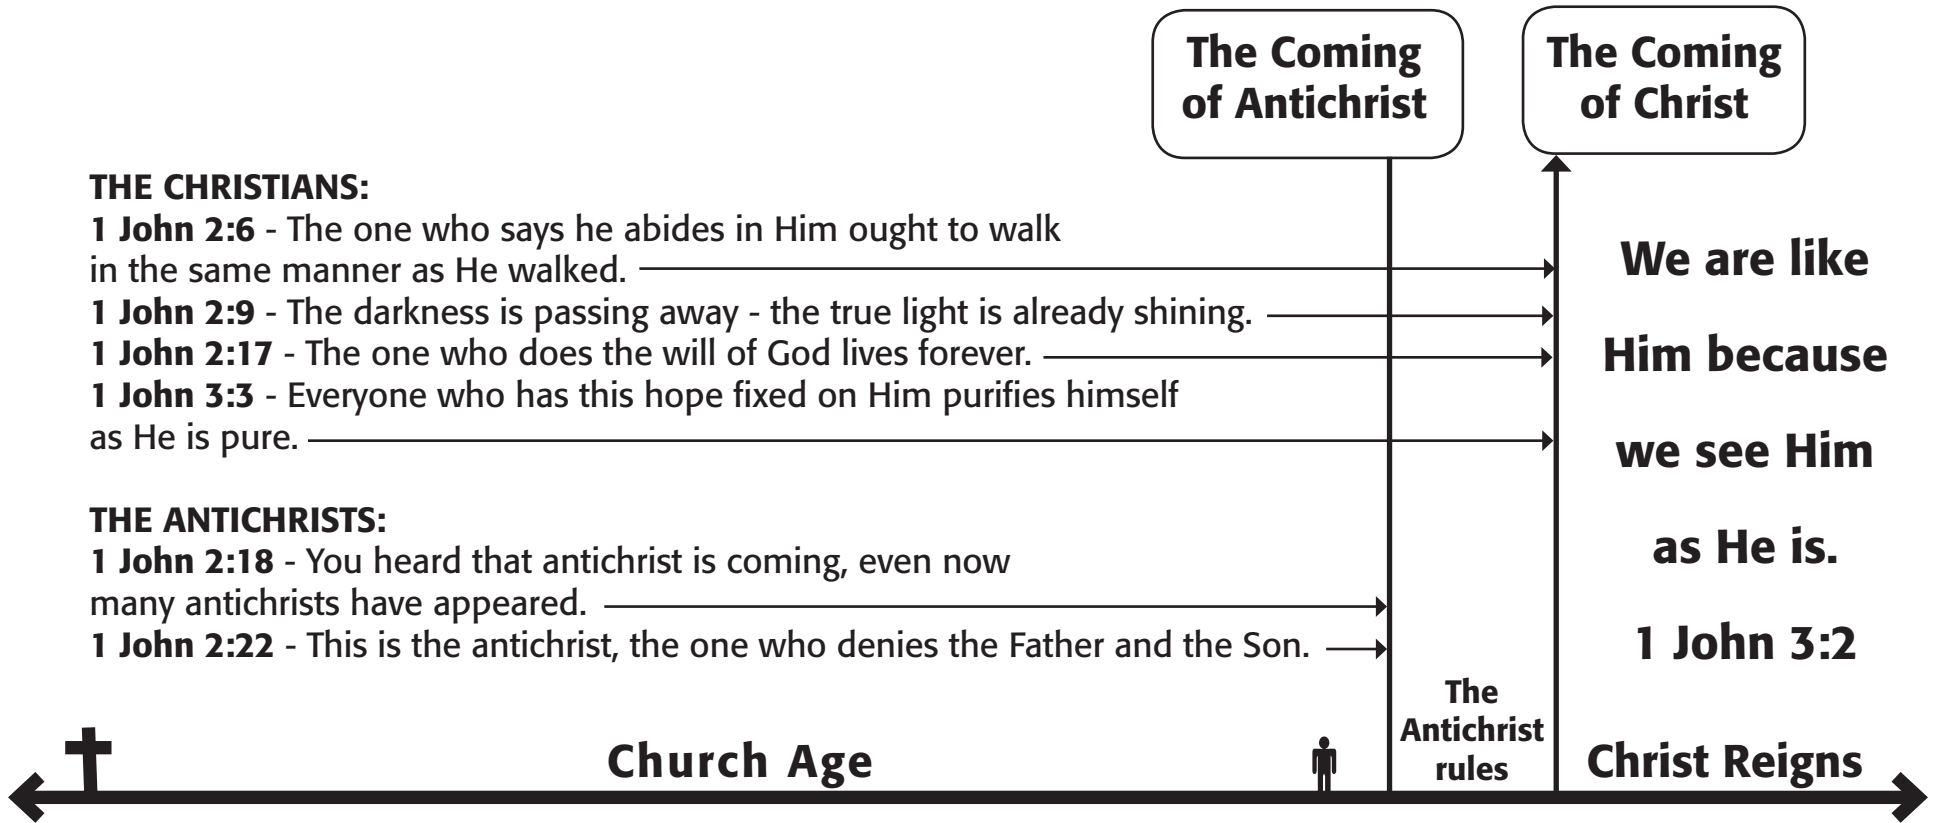 The Coming
of Antichrist
The Coming
of Christ
THE CHRISTIANS:
1 John 2:6 - The one who says he abides in Him ought to walk
in the same manner as He walked.
1 John 2:9 - The darkness is passing away - the true light is already shining.
1 John 2:17 - The one who does the will of God lives forever.
1 John 3:3 - Everyone who has this hope fixed on Him purifies himself
as He is pure.
THE ANTICHRISTS:
1 John 2:18 - You heard that antichrist is coming, even now
many antichrists have appeared.
1 John 2:22 - This is the antichrist, the one who denies the Father and the Son.
We are like
Him because
we see Him
as He is.
1 John 3:2
Church Age
The
Antichrist
rules
Christ Reigns